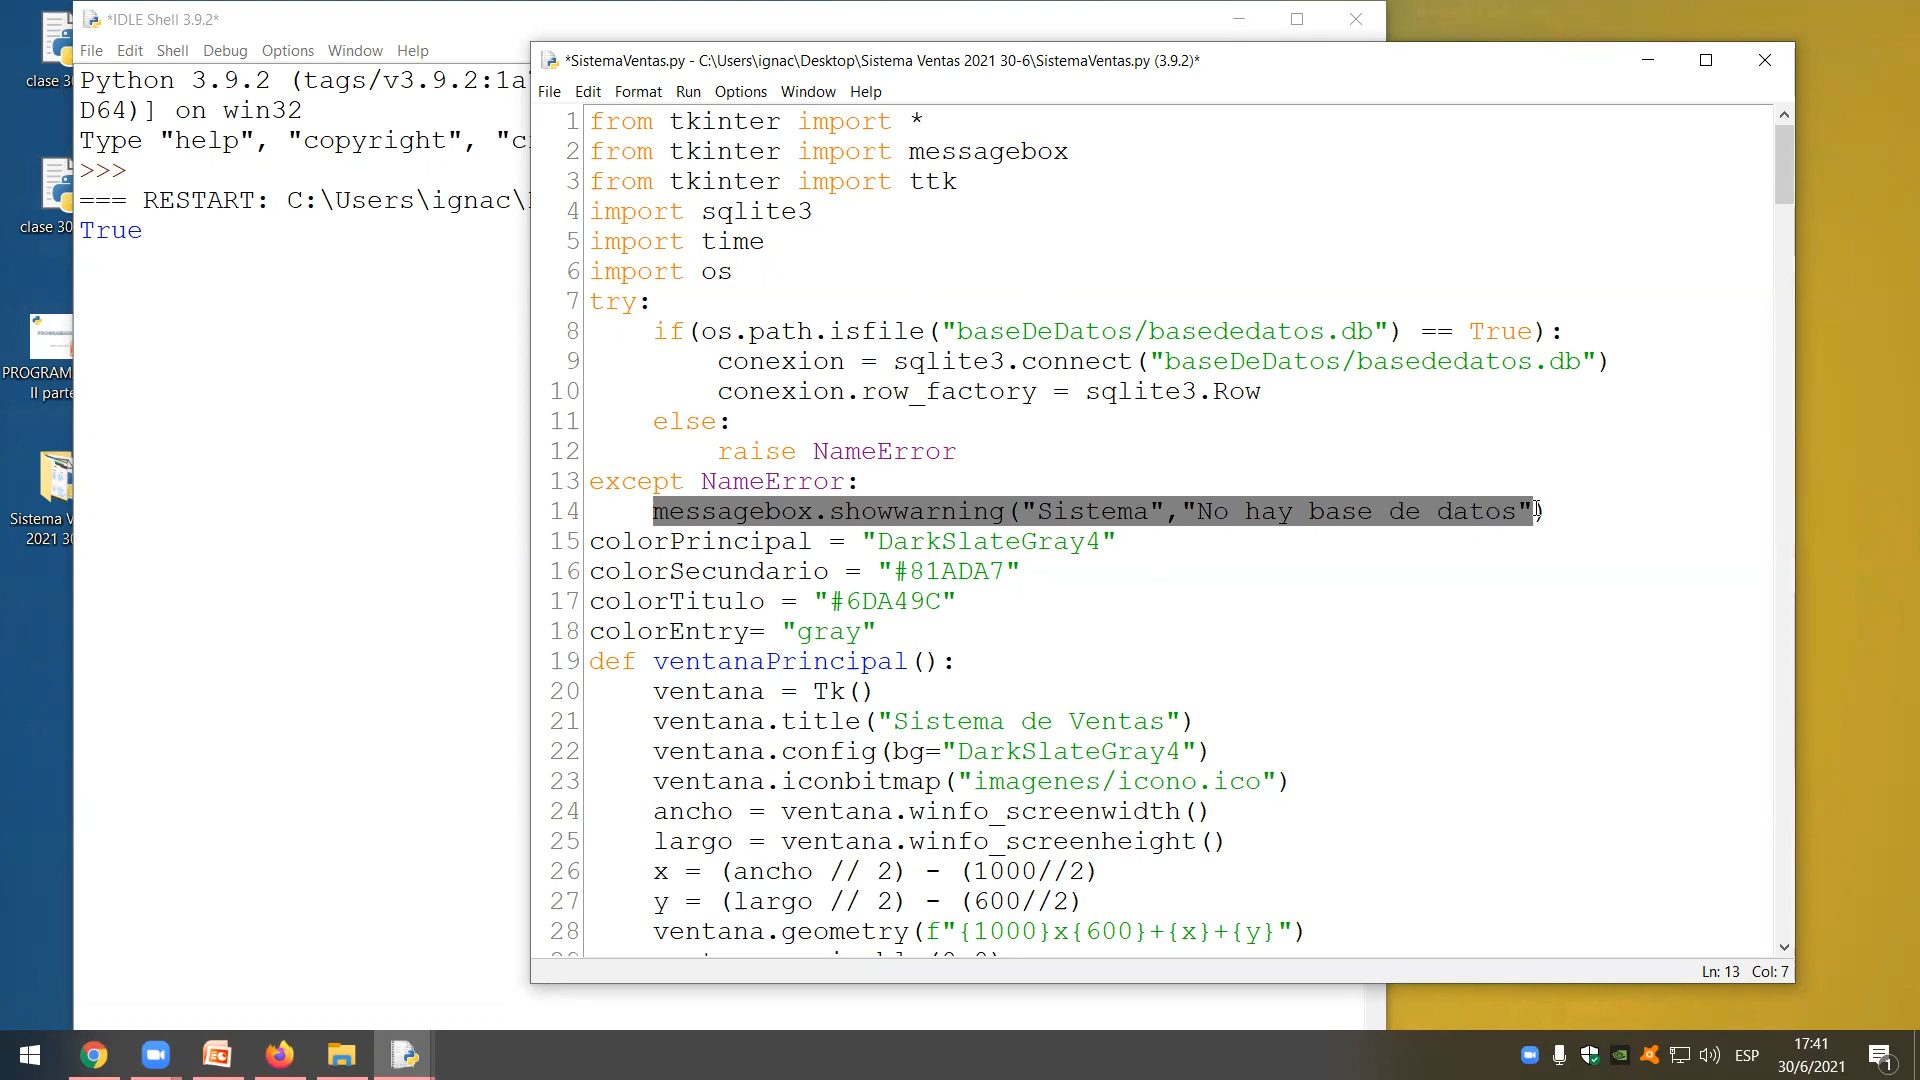 *IDLE Shell 3.9.2*
File Edit Shell Debug Options Window Help
Python 3.9.2 (tags/v3.9.2:1a
D64)] on win32
Type "help", "copyright",
>>>
=== RESTART: C:\Users\ignac\
True
clase 30
clase 30
PROGRAM
II parte
Sistema V
2021 30
*SistemaVentas.py - C:\Users\ignac\Desktop\Sistema Ventas 2021 30-6\SistemaVentas.py (3.9.2)*
File Edit Format Run Options Window Help
1 from tkinter import *
2 from tkinter import messagebox
3 from tkinter import ttk
4 import sqlite3
5 import time
6 import os
7 try:
8 if(os.path.isfile("baseDeDatos/basededatos.db") == True):
9 conexion = sqlite3.connect("baseDeDatos/basededatos.db")
10 conexion.row_factory = sqlite3.Row
11 else:
12 raise NameError
13 except NameError:
14 messagebox.showwarning("Sistema","No hay base de datos")
15 colorPrincipal = "DarkSlateGray4"
16 colorSecundario = "#81ADA7"
17 colorTitulo = "#6DA49C"
18 colorEntry= "gray"
19 def ventanaPrincipal():
20 ventana = Tk()
21 ventana.title("Sistema de Ventas")
22 ventana.config(bg="DarkSlateGray4")
23 ventana.iconbitmap("imagenes/icono.ico")
24 ancho = ventana.winfo_screenwidth()
25 largo = ventana.winfo_screenheight()
26 x = (ancho // 2) - (1000//2)
27 y = (largo // 2) - (600//2)
28 ventana.geometry(f"{1000}x{600}+{x}+{y}")
Ln: 13 Col: 7
ESP
17:41
30/6/2021
1